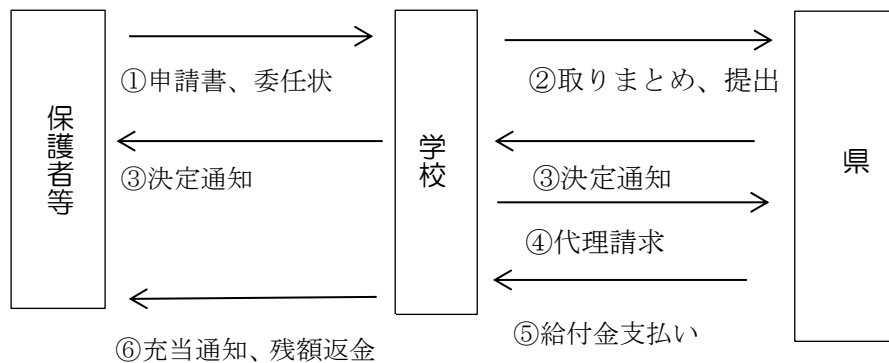 保護者等
学校
県
①申請書、委任状
②取りまとめ、提出
③決定通知
③決定通知
④代理請求
⑤給付金支払い
⑥充当通知、残額返金